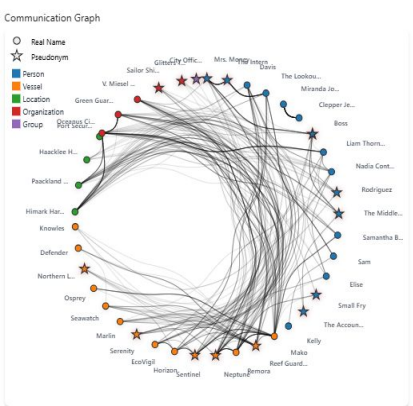 Communication Graph
Real Name
Pseudonym
Person
Vessel
Location
Organization
Group
Glitters T...
City Offic...
Mrs. Money
The Intern
Davis
The Lookou...
Miranda Jo...
Clepper Je...
Boss
Liam Thorn...
Nadia Cont...
Rodriguez
The Middle...
Samantha B...
Sam
Elise
Small Fry
The Accoun...
Kelly
Mako
Reef Guard...
Remora
Neptune
Sentinel
Horizon
EcoVigil
Serenity
Marlin
Seawatch
Osprey
Northern L...
Defender
Knowles
Himark Har...
Paackland ...
Haacklee H...
Port Secur...
Oceanus Ci...
Green Guar...
V. Miesel ...
Sailor Shi...